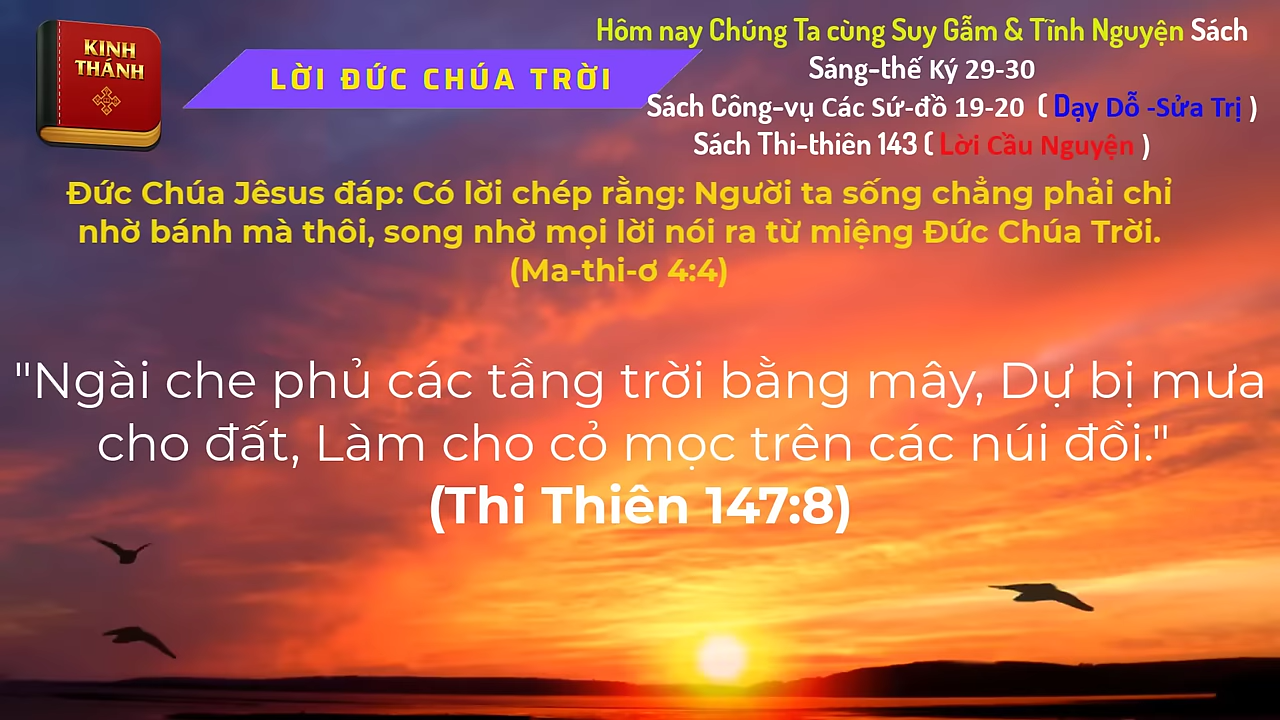 KINH
THÁNH
LỜI ĐỨC CHÚA TRỜI
Hôm nay Chúng Ta cùng Suy Gẫm & Tĩnh Nguyện Sách
Sáng-thế Ký 29-30
Sách Công-vụ Các Sứ-đồ 19-20 ( Dạy Dỗ -Sửa Trị )
Sách Thi-thiên 143 ( Lời Cầu Nguyện )
Đức Chúa Jêsus đáp: Có lời chép rằng: Người ta sống chẳng phải chỉ
nhờ bánh mà thôi, song nhờ mọi lời nói ra từ miệng Đức Chúa Trời.
(Ma-thi-ơ 4:4)
"Ngài che phủ các tầng trời bằng mây, Dự bị mưa
cho đất, Làm cho cỏ mọc trên các núi đồi."
(Thi Thiên 147:8)